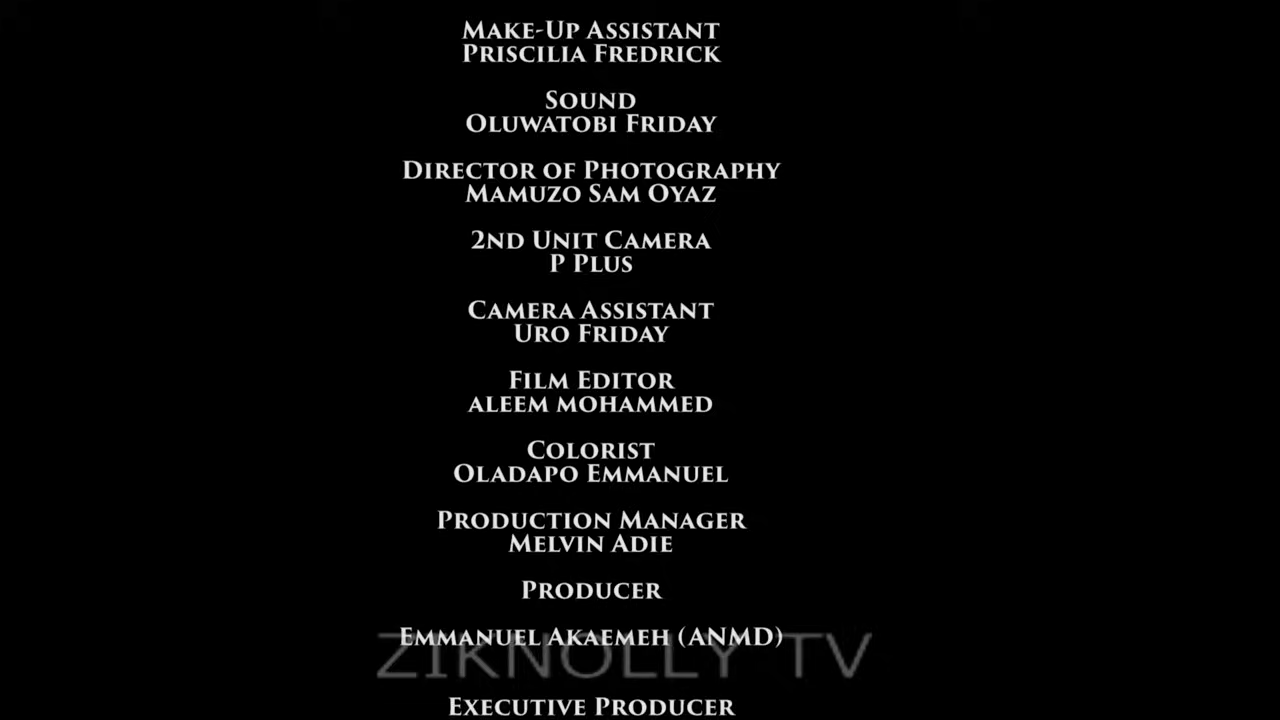 Make-Up Assistant
Priscilia Fredrick
Sound
Oluwatobi Friday
Director of Photography
Mamuzo Sam Oyaz
2nd Unit Camera
P Plus
Camera Assistant
Uro Friday
Film Editor
ALEEM MOHAMMED
Colorist
Oladapo Emmanuel
Production Manager
Melvin Adie
Producer
Emmanuel Akaemeh (ANMD)
ZIKNOLLY TV
Executive Producer